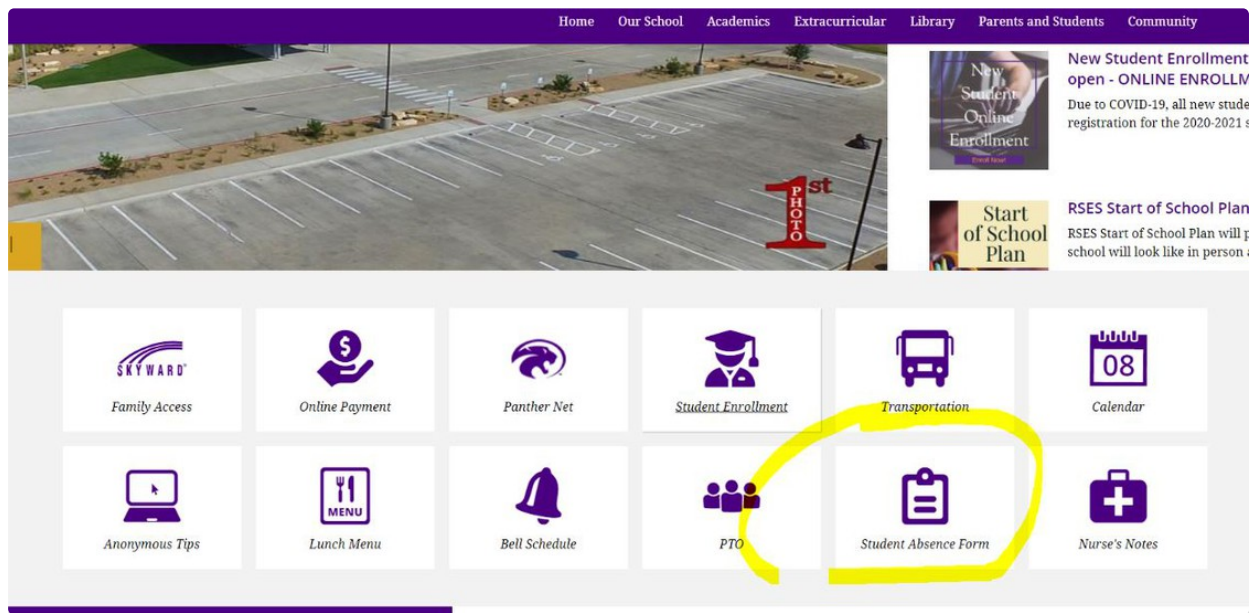 Home Our School Academics Extracurricular Library Parents and Students Community
New
Student
Online
Enrollment
Enroll Now!
New Student Enrollment
open - ONLINE ENROLLM
Due to COVID-19, all new stude
registration for the 2020-2021 s
1st
PHOTO
Start
of School
Plan
RSES Start of School Plan
RSES Start of School Plan will p
school will look like in person a
SKYWARD
Family Access
$
Online Payment
Panther Net
Student Enrollment
Transportation
08
Calendar
Anonymous Tips
MENU
Lunch Menu
Bell Schedule
PTO
Student Absence Form
Nurse's Notes